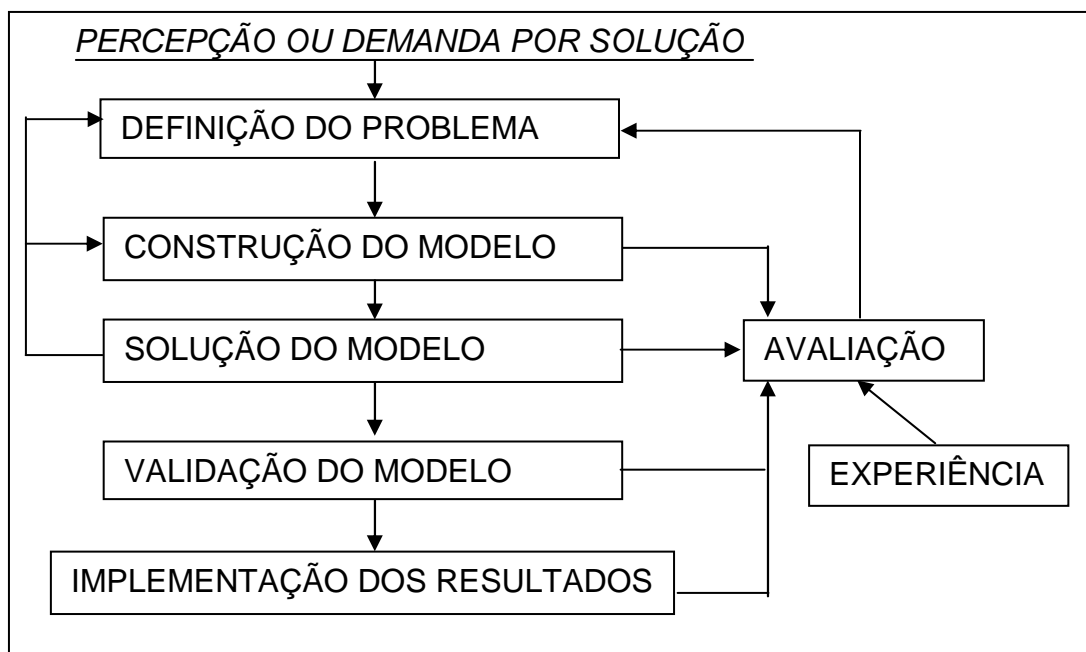 PERCEPÇÃO OU DEMANDA POR SOLUÇÃO
DEFINIÇÃO DO PROBLEMA
CONSTRUÇÃO DO MODELO
SOLUÇÃO DO MODELO
AVALIAÇÃO
VALIDAÇÃO DO MODELO
EXPERIÊNCIA
IMPLEMENTAÇÃO DOS RESULTADOS